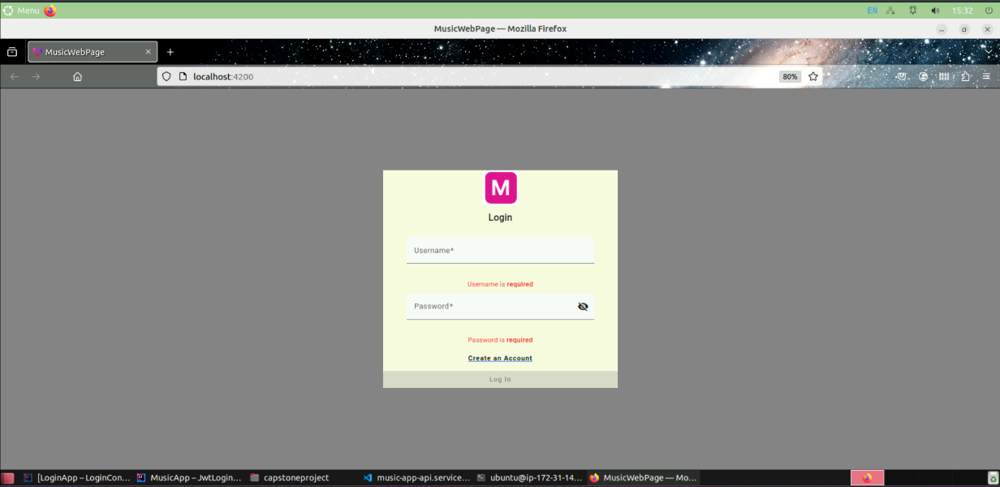 Menu
EN
15:32
MusicWebPage — Mozilla Firefox
MusicWebPage
localhost:4200
80%
M
Login
Username*
Username is required
Password*
Password is required
Create an Account
Log In
[LoginApp – LoginCon...
MusicApp – JwtLogin...
capstoneproject
music-app-api.service...
ubuntu@ip-172-31-14...
MusicWebPage — Mo...